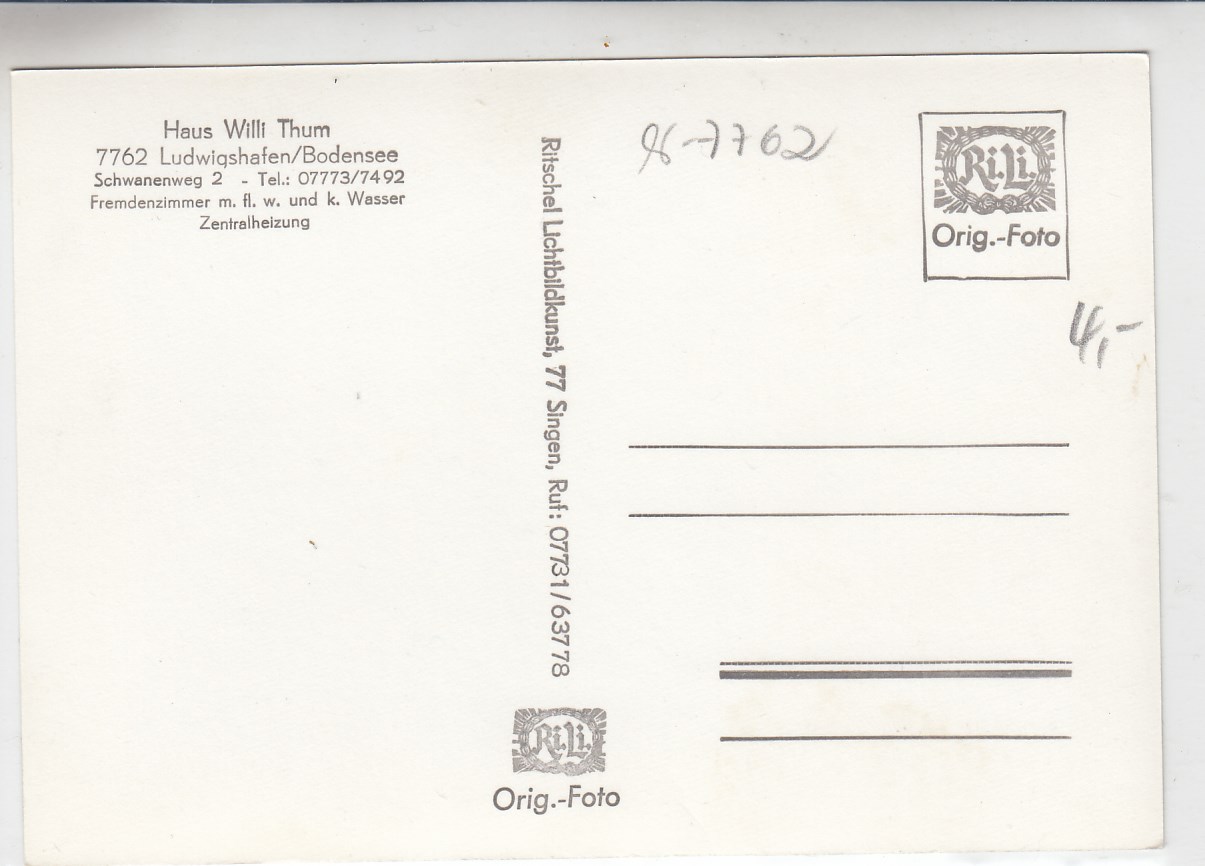 Haus Willi Thum
7762 Ludwigshafen/Bodensee
Schwanenweg 2 - Tel.: 07773/7492
Fremdenzimmer m. fl. w. und k. Wasser
Zentralheizung
Ritschel Lichtbildkunst, 77 Singen, Ruf: 07731/63778
Ri.Li.
Orig.-Foto
-7762
Ri.Li.
Orig.-Foto
4,-